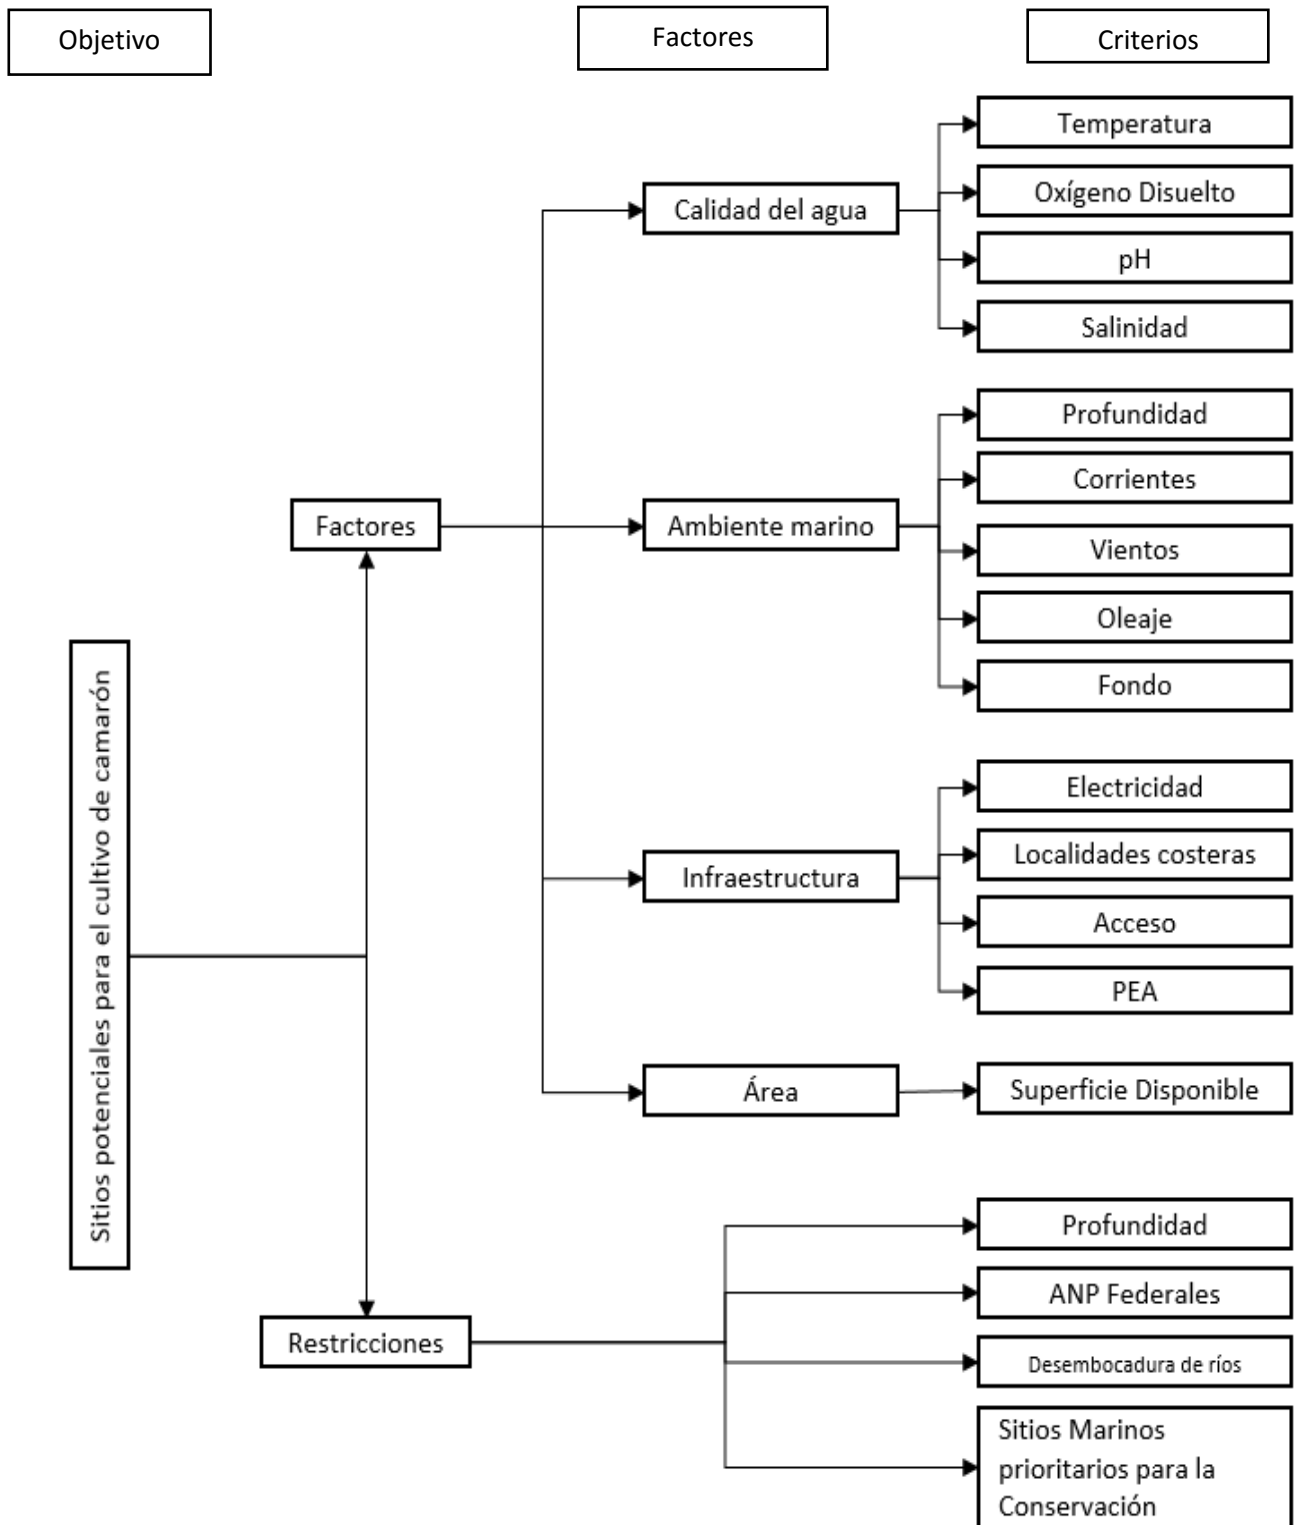 Objetivo
Factores
Criterios
Temperatura
Calidad del agua
Oxígeno Disuelto
pH
Salinidad
Profundidad
Corrientes
Factores
Ambiente marino
Vientos
Oleaje
Fondo
Sitios potenciales para el cultivo de camarón
Electricidad
Localidades costeras
Infraestructura
Acceso
PEA
Área
Superficie Disponible
Profundidad
ANP Federales
Restricciones
Desembocadura de ríos
Sitios Marinos
prioritarios para la
Conservación